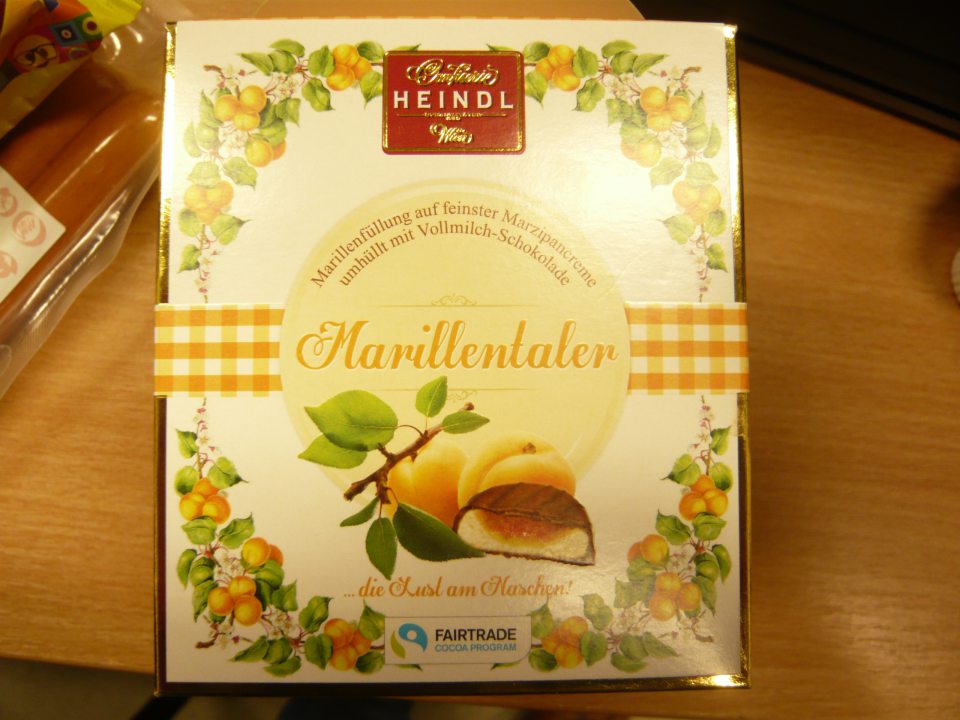 Confiserie
HEINDL
Wien
Marillenfüllung auf feinster Marzipancreme
umhüllt mit Vollmilch-Schokolade
Marillentaler
...die Lust am Naschen!
FAIRTRADE
COCOA PROGRAM